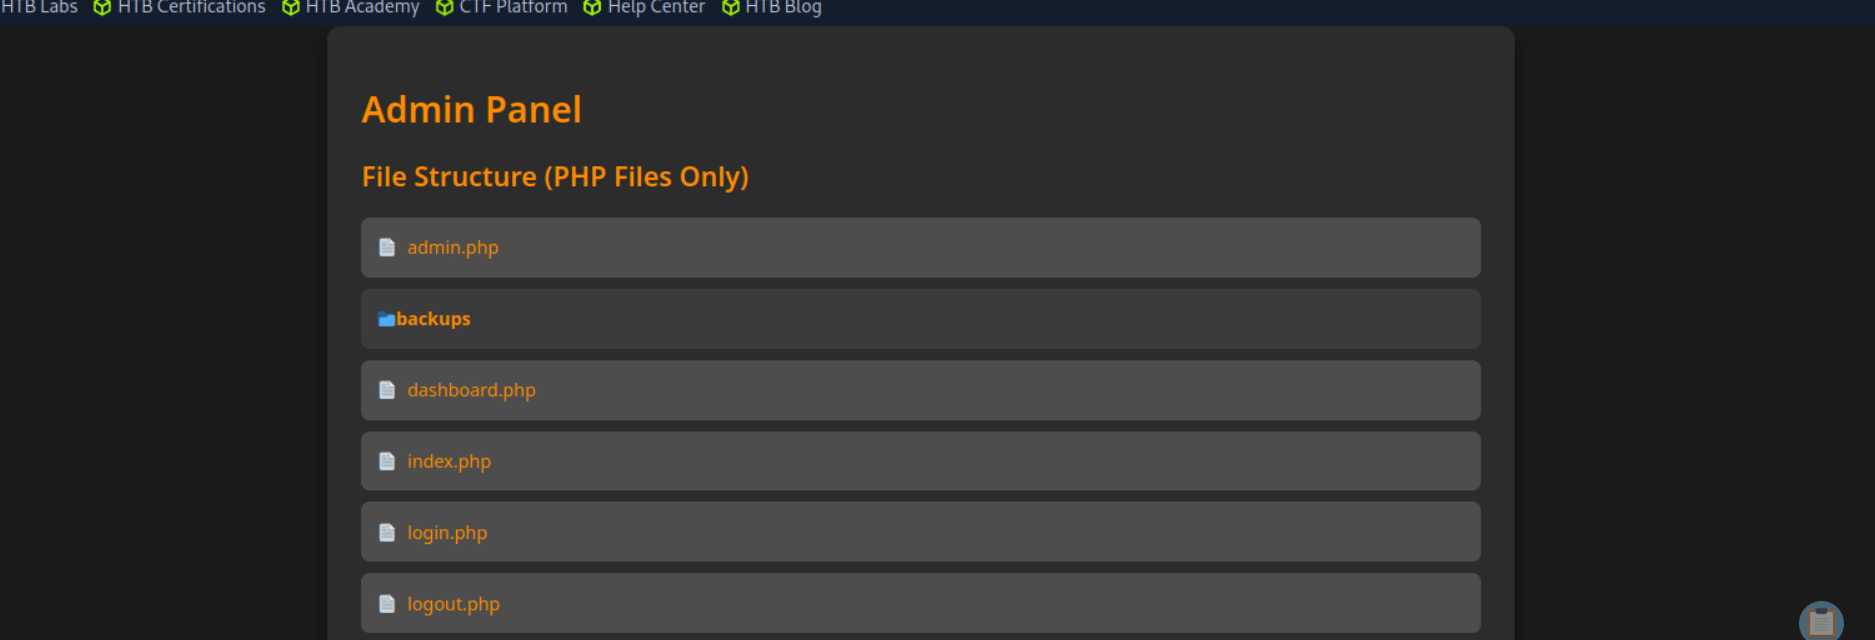 HTB Labs HTB Certifications HTB Academy CTF Platform Help Center HTB Blog
Admin Panel
File Structure (PHP Files Only)
admin.php
backups
dashboard.php
index.php
login.php
logout.php